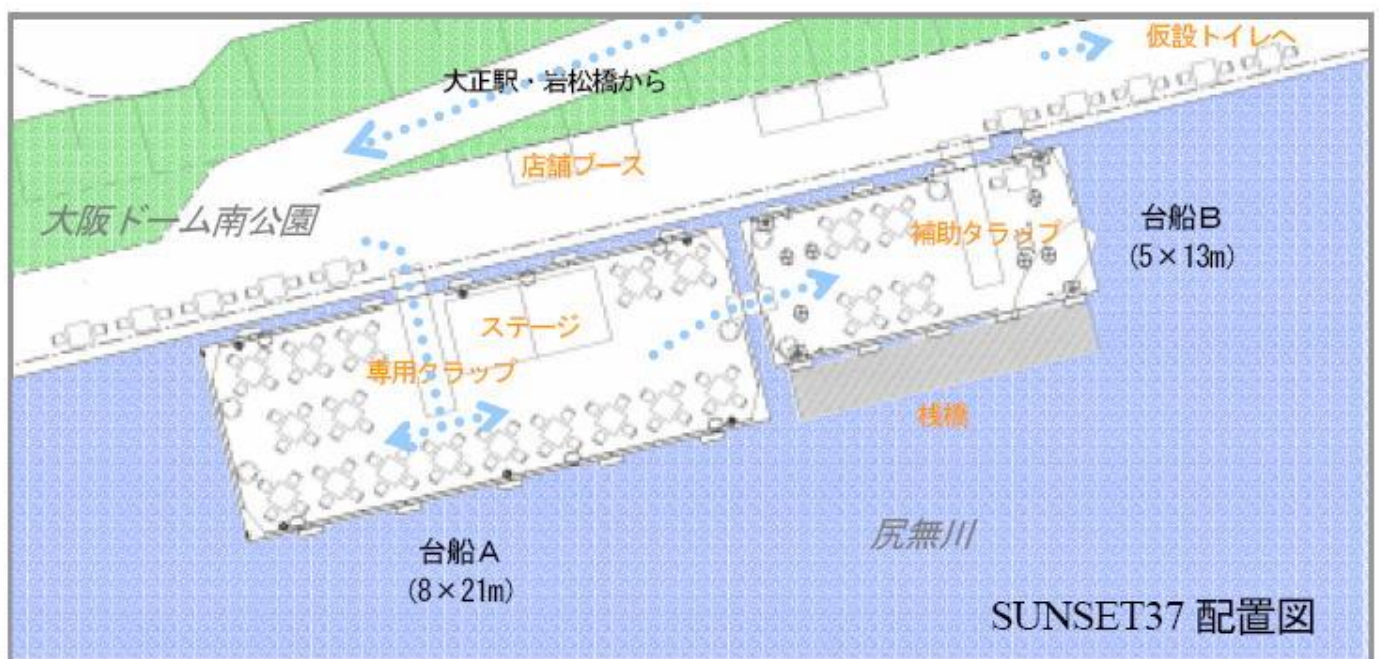 仮設トイレへ
大正駅・岩松橋から
店舗ブース
大阪ドーム南公園
台船B
(5×13m)
補助タラップ
ステージ
専用タラップ
桟橋
尻無川
台船A
(8×21m)
SUNSET37 配置図